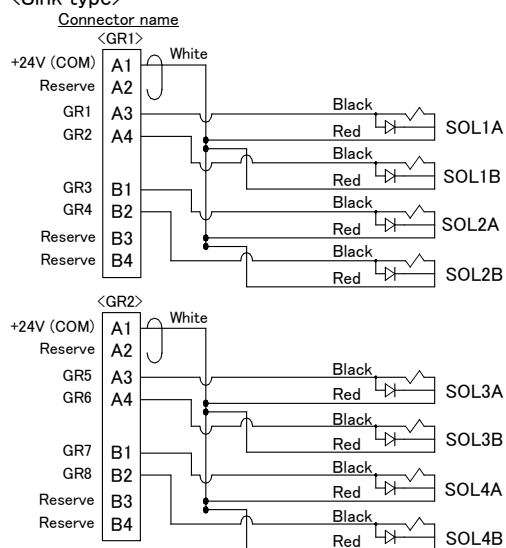 <Sink type>
Connector name
<GR1>
White
+24V (COM) A1
Reserve A2
Black
GR1 A3
SOL1A
Red
GR2 A4
Black
SOL1B
Red
GR3 B1
Black
GR4 B2
SOL2A
Red
Reserve B3
Black
Reserve B4
SOL2B
Red
<GR2>
White
+24V (COM) A1
Reserve A2
Black
GR5 A3
SOL3A
Red
GR6 A4
Black
SOL3B
Red
GR7 B1
Black
GR8 B2
SOL4A
Red
Reserve B3
Black
Reserve B4
SOL4B
Red